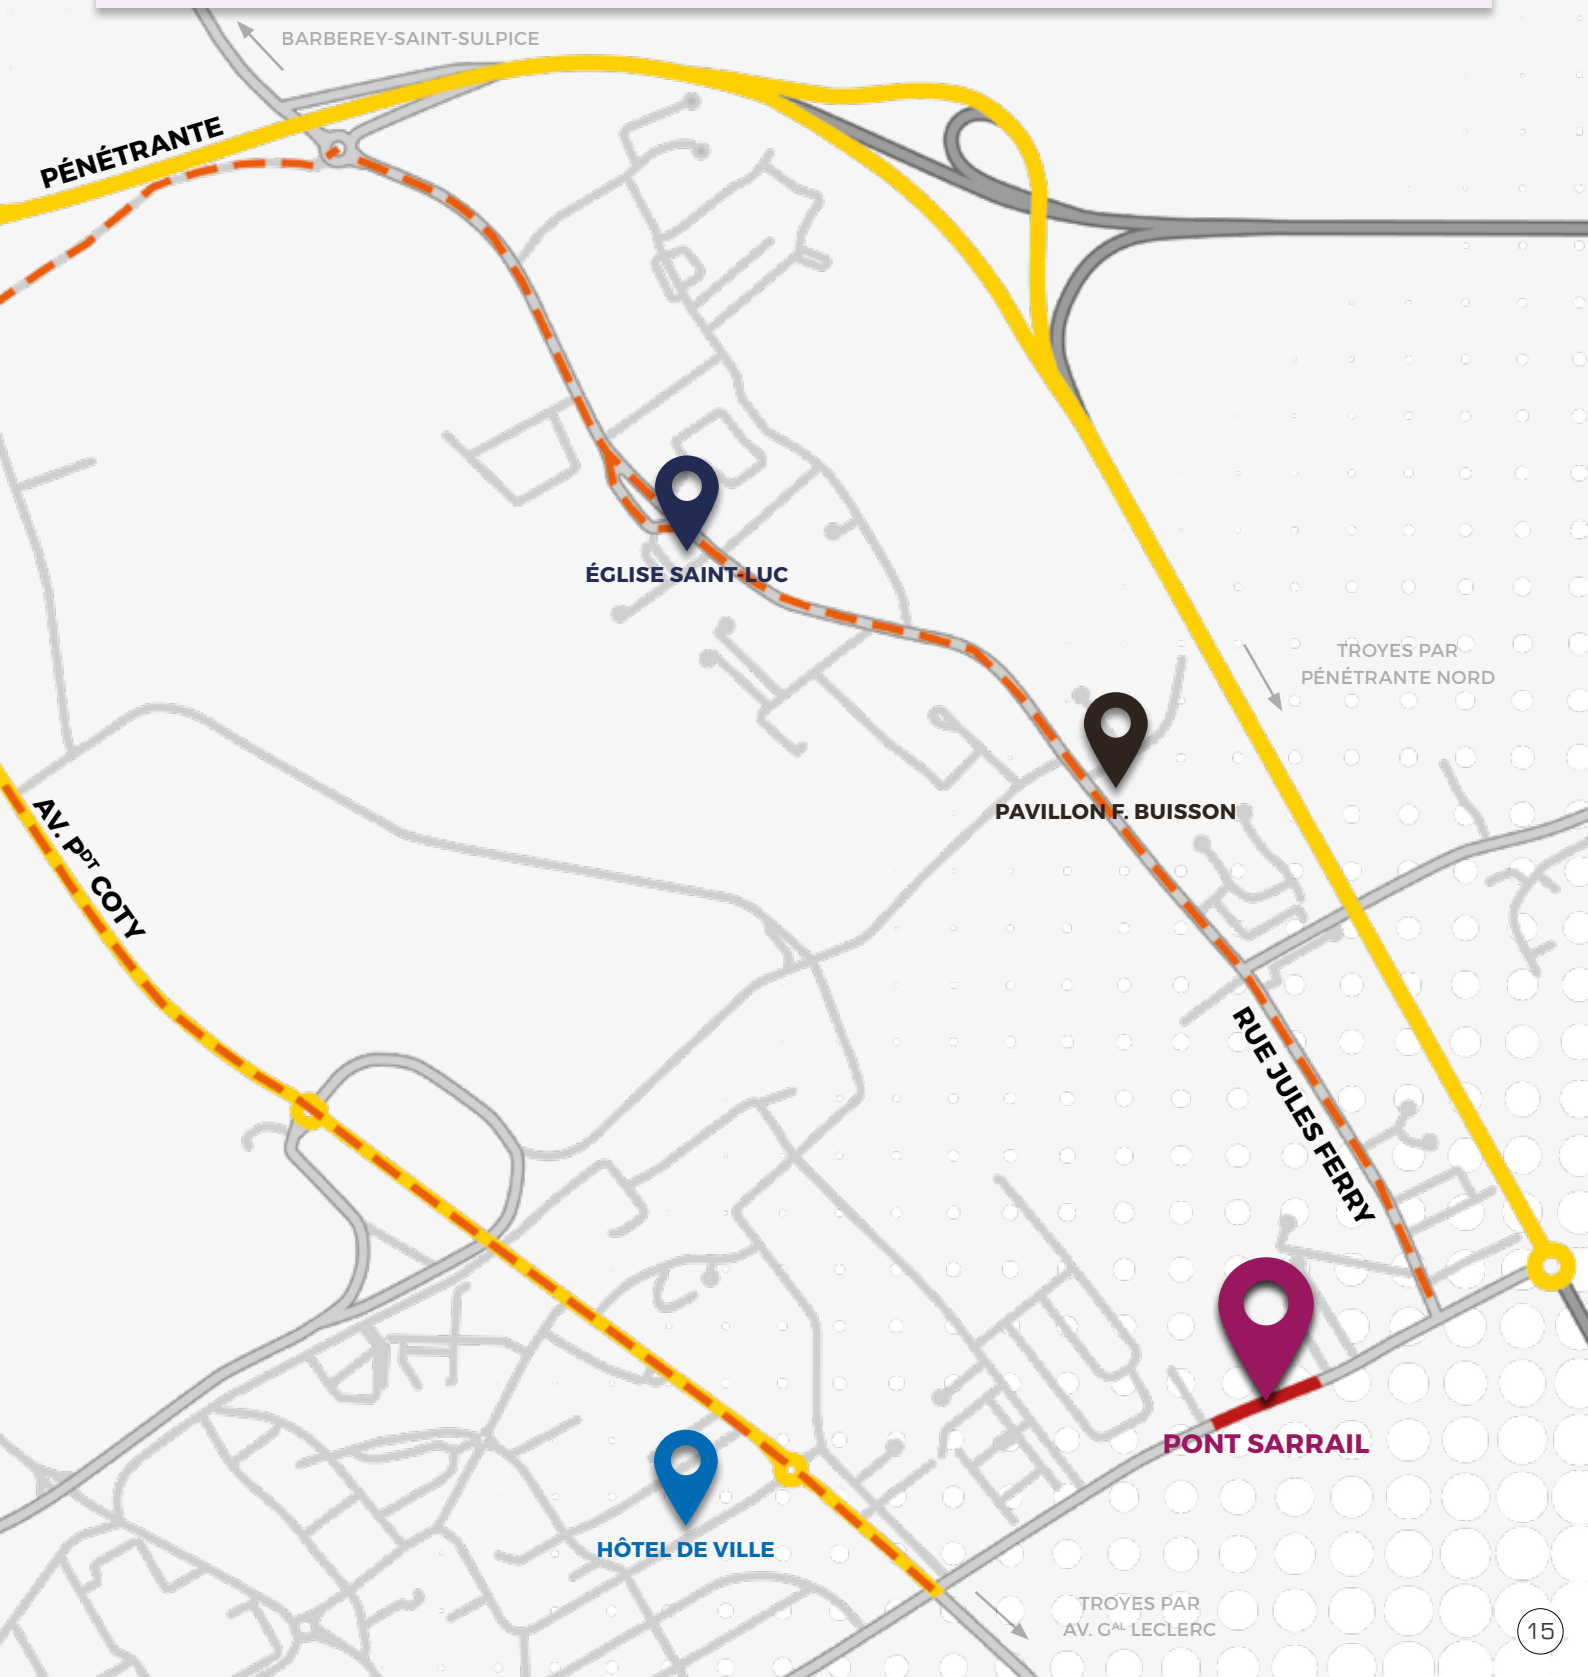 BARBEREY-SAINT-SULPICE
PÉNÉTRANTE
ÉGLISE SAINT-LUC
TROYES PAR
PÉNÉTRANTE NORD
PAVILLON F. BUISSON
AV. PDT COTY
RUE JULES FERRY
PONT SARRAIL
HÔTEL DE VILLE
TROYES PAR
AV. GAL LECLERC
15